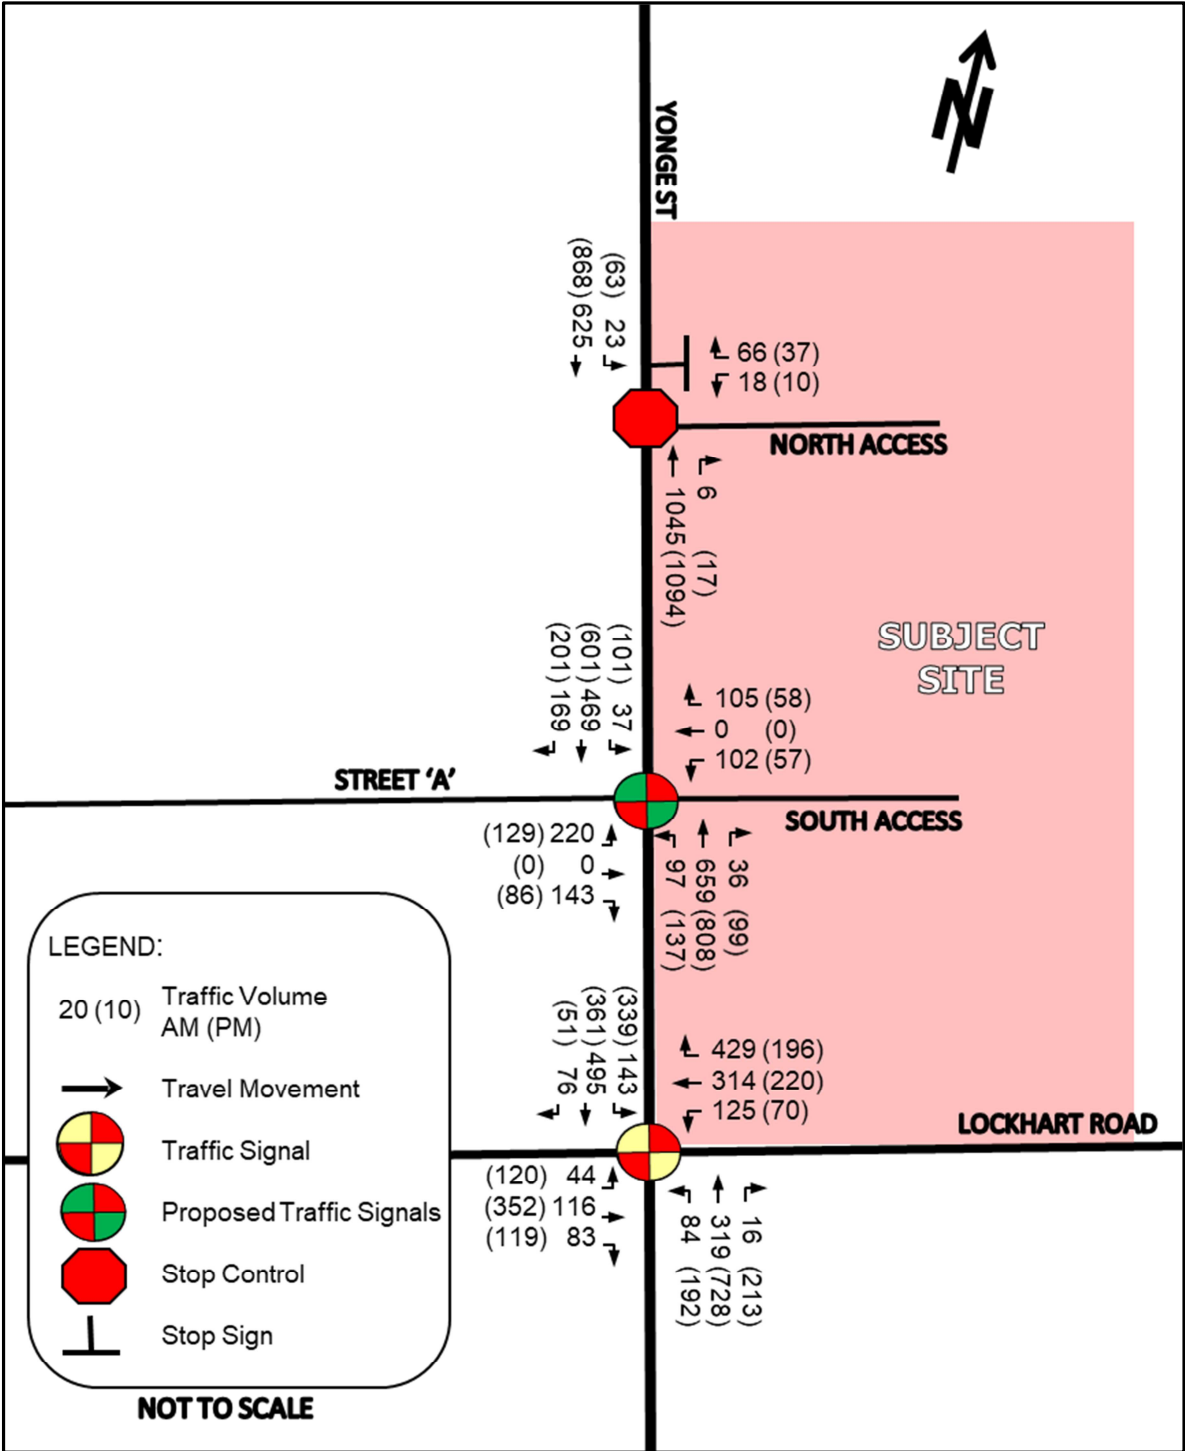 N
YONGE ST
(63) 23
(868) 625
66 (37)
18 (10)
NORTH ACCESS
6 (17)
1045 (1094)
SUBJECT
SITE
(101) 37
(601) 469
(201) 169
105 (58)
0 (0)
102 (57)
STREET 'A'
SOUTH ACCESS
(129) 220
(0) 0
(86) 143
36 (99)
659 (808)
97 (137)
(339) 143
(361) 495
(51) 76
429 (196)
314 (220)
125 (70)
LOCKHART ROAD
(120) 44
(352) 116
(119) 83
16 (213)
319 (728)
84 (192)
LEGEND:
20 (10) Traffic Volume
AM (PM)
Travel Movement
Traffic Signal
Proposed Traffic Signals
Stop Control
Stop Sign
NOT TO SCALE